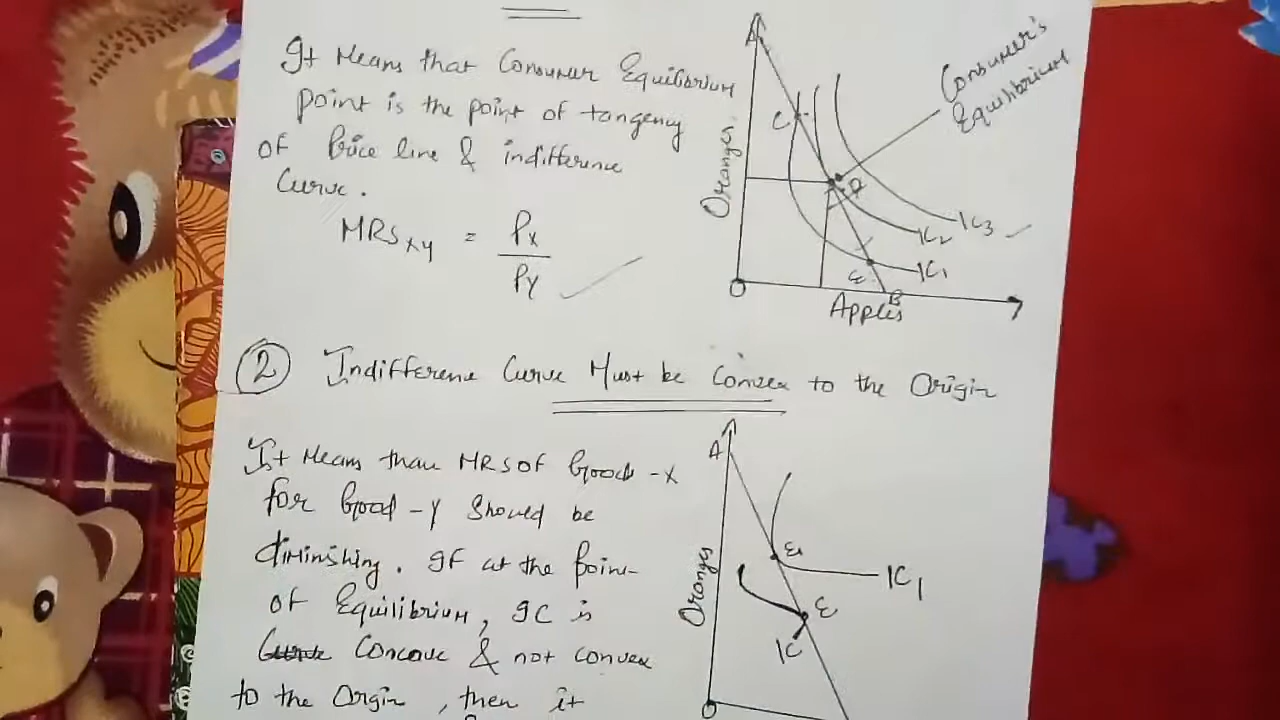 It Means that Consumer Equilibrium
point is the point of tangency
of Price line & indifference
Curve.
MRSxy = Px
Py
A
C
D
E
B
O
Oranges
Apples
IC3
IC2
IC1
Consumer's
Equilibrium
② Indifference Curve Must be Convex to the Origin
It Means than MRS of Good-X
for Good-Y Should be
diminshing. If at the Point
of Equilibrium, IC is
Concave & not convex
to the Orgin, then it
A
E1
IC1
E
IC
Oranges
O